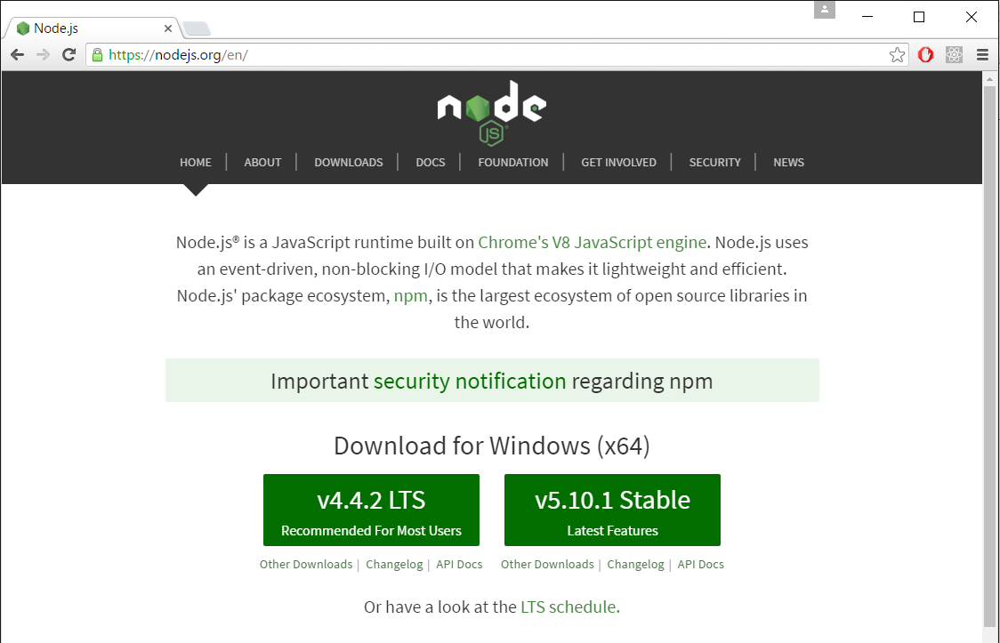 Node.js
https://nodejs.org/en/
node
JS
HOME | ABOUT | DOWNLOADS | DOCS | FOUNDATION | GET INVOLVED | SECURITY | NEWS
Node.js® is a JavaScript runtime built on Chrome's V8 JavaScript engine. Node.js uses
an event-driven, non-blocking I/O model that makes it lightweight and efficient.
Node.js' package ecosystem, npm, is the largest ecosystem of open source libraries in
the world.
Important security notification regarding npm
Download for Windows (x64)
v4.4.2 LTS
Recommended For Most Users
v5.10.1 Stable
Latest Features
Other Downloads | Changelog | API Docs
Other Downloads | Changelog | API Docs
Or have a look at the LTS schedule.